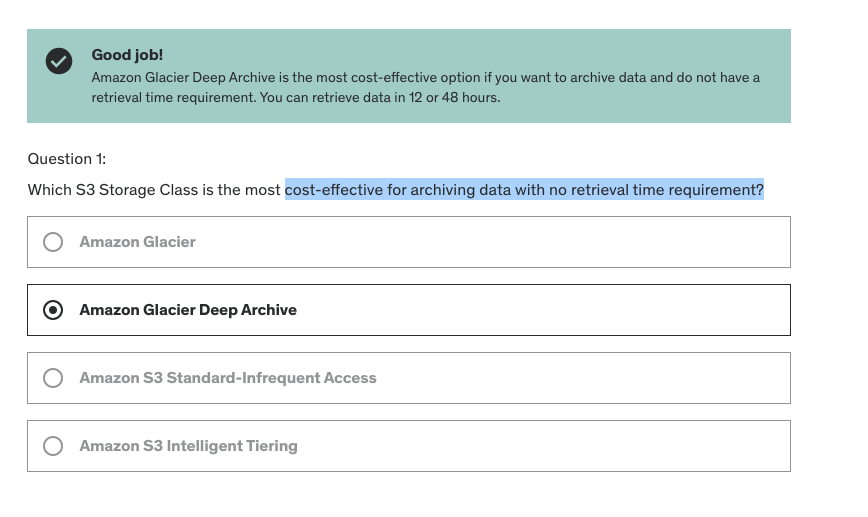 Good job!
Amazon Glacier Deep Archive is the most cost-effective option if you want to archive data and do not have a
retrieval time requirement. You can retrieve data in 12 or 48 hours.
Question 1:
Which S3 Storage Class is the most cost-effective for archiving data with no retrieval time requirement?
Amazon Glacier
Amazon Glacier Deep Archive
Amazon S3 Standard-Infrequent Access
Amazon S3 Intelligent Tiering